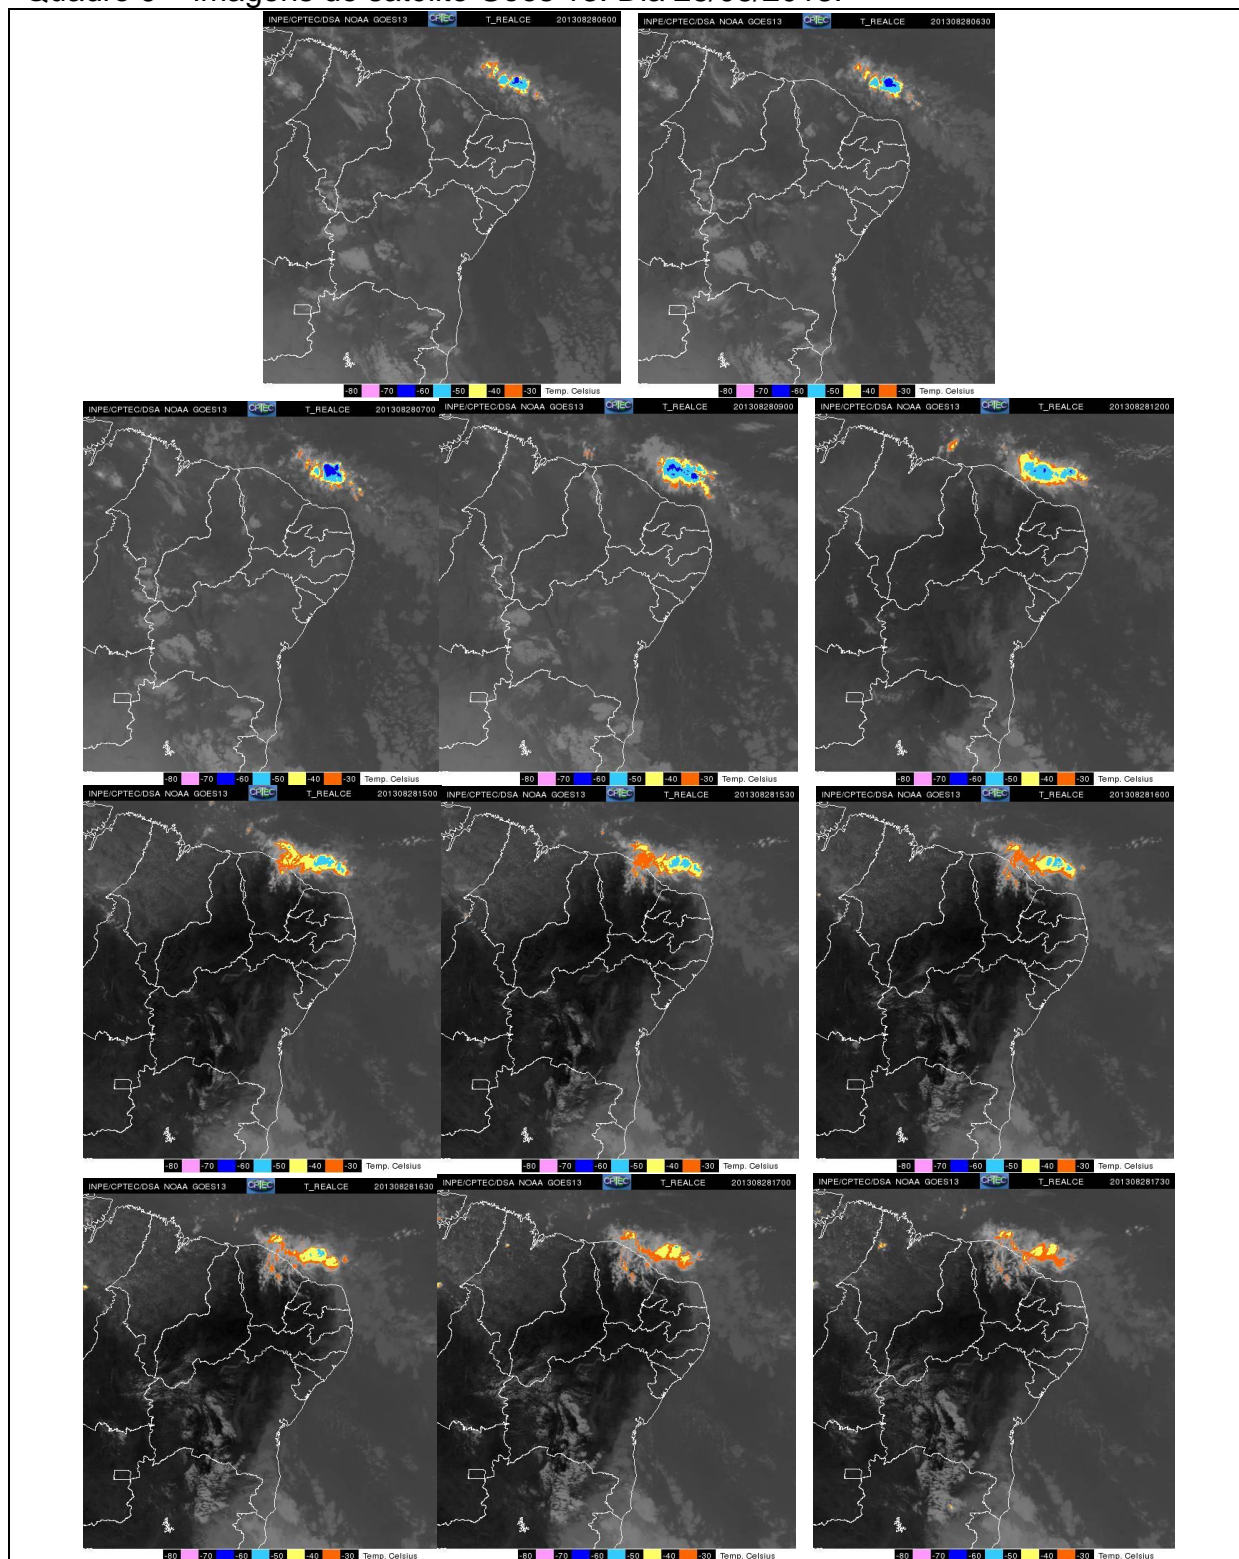 Quadro – Imagens do satélite Goes 13. Dia 28/08/2013.
INPE/CPTEC/DSA NOAA GOES13 CPTEC T_REALCE 201308280600
-80 -70 -60 -50 -40 -30 Temp. Celsius
INPE/CPTEC/DSA NOAA GOES13 CPTEC T_REALCE 201308280630
-80 -70 -60 -50 -40 -30 Temp. Celsius
INPE/CPTEC/DSA NOAA GOES13 CPTEC T_REALCE 201308280700
-80 -70 -60 -50 -40 -30 Temp. Celsius
INPE/CPTEC/DSA NOAA GOES13 CPTEC T_REALCE 201308280900
-80 -70 -60 -50 -40 -30 Temp. Celsius
INPE/CPTEC/DSA NOAA GOES13 CPTEC T_REALCE 201308281200
-80 -70 -60 -50 -40 -30 Temp. Celsius
INPE/CPTEC/DSA NOAA GOES13 CPTEC T_REALCE 201308281500
-80 -70 -60 -50 -40 -30 Temp. Celsius
INPE/CPTEC/DSA NOAA GOES13 CPTEC T_REALCE 201308281530
-80 -70 -60 -50 -40 -30 Temp. Celsius
INPE/CPTEC/DSA NOAA GOES13 CPTEC T_REALCE 201308281600
-80 -70 -60 -50 -40 -30 Temp. Celsius
INPE/CPTEC/DSA NOAA GOES13 CPTEC T_REALCE 201308281630
-80 -70 -60 -50 -40 -30 Temp. Celsius
INPE/CPTEC/DSA NOAA GOES13 CPTEC T_REALCE 201308281700
-80 -70 -60 -50 -40 -30 Temp. Celsius
INPE/CPTEC/DSA NOAA GOES13 CPTEC T_REALCE 201308281730
-80 -70 -60 -50 -40 -30 Temp. Celsius